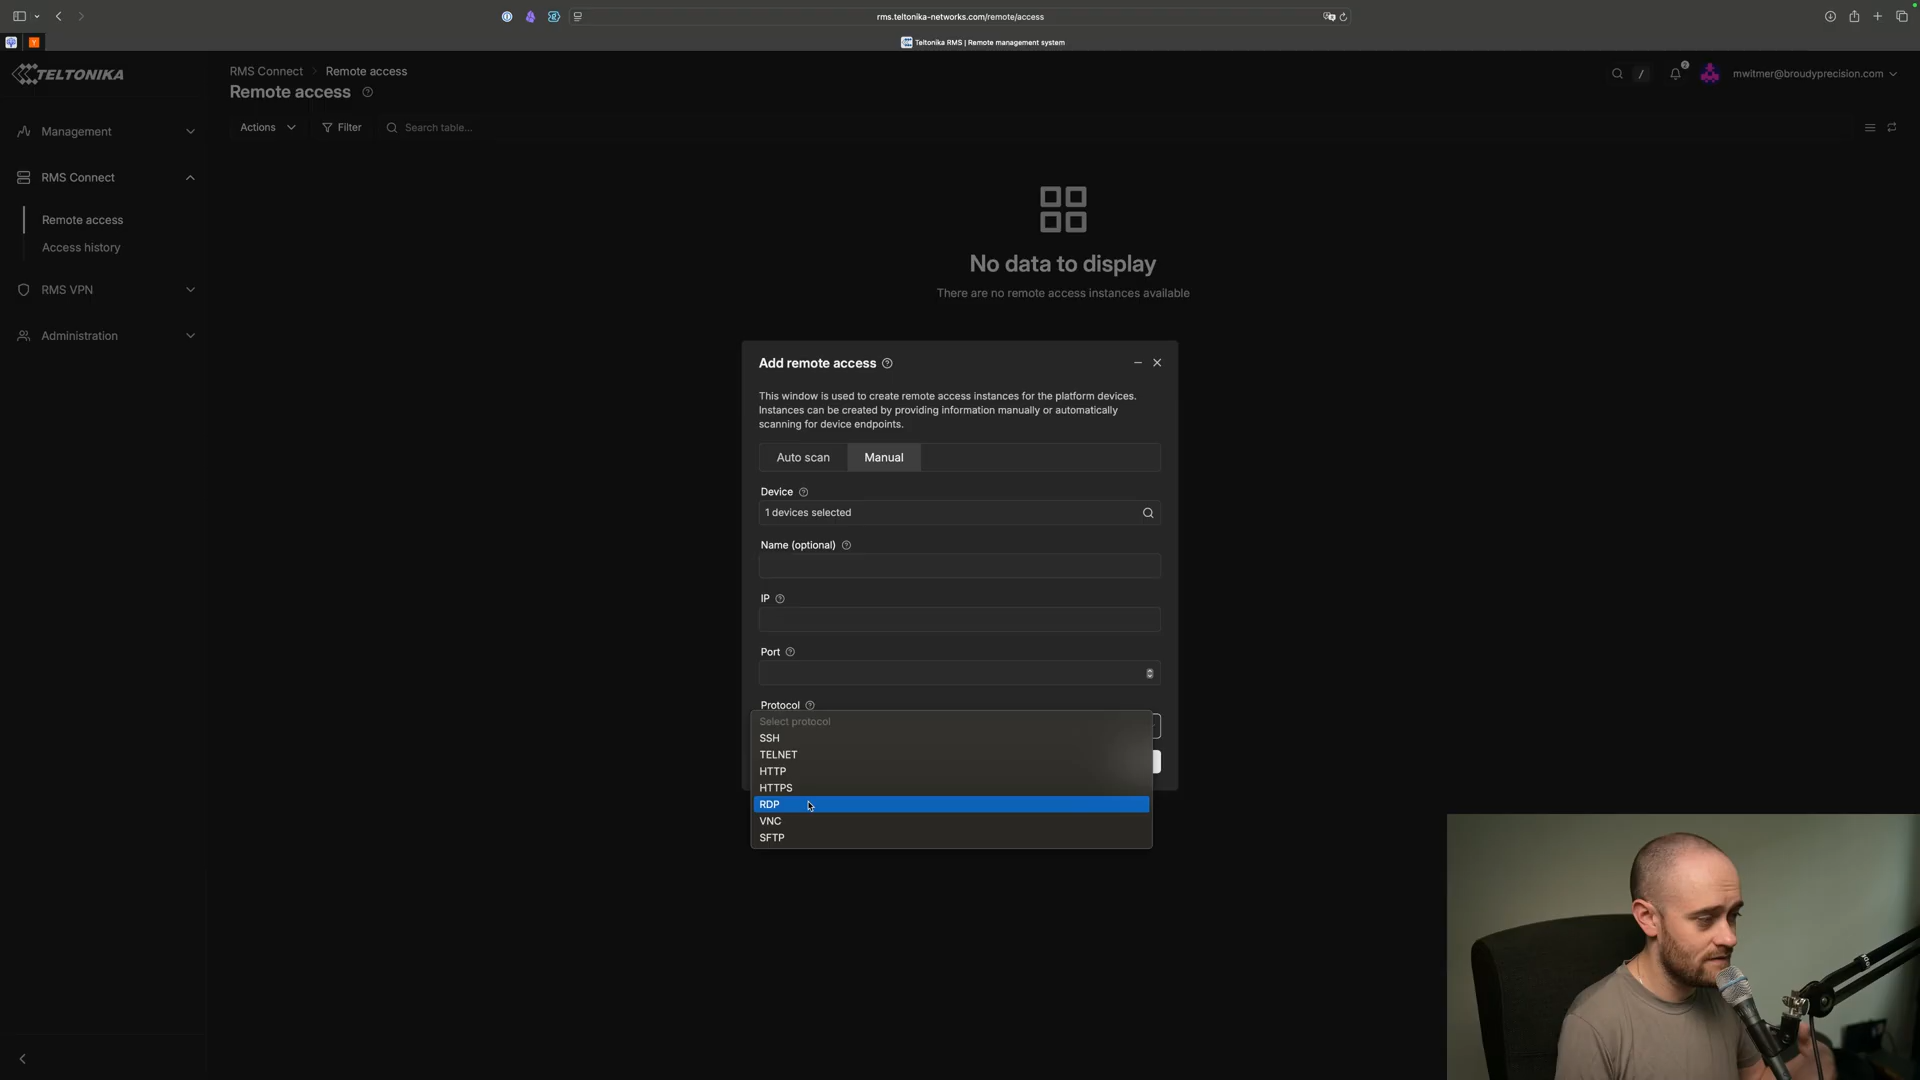 rms.teltonika-networks.com/remote/access
Teltonika RMS | Remote management system
TELTONIKA
RMS Connect
Remote access
/
2
mwitmer@broudyprecision.com
Remote access
Actions
Filter
Search table...
Management
RMS Connect
Remote access
Access history
RMS VPN
Administration
No data to display
There are no remote access instances available
Add remote access
This window is used to create remote access instances for the platform devices.
Instances can be created by providing information manually or automatically
scanning for device endpoints.
Auto scan
Manual
Device
1 devices selected
Name (optional)
IP
Port
Protocol
Select protocol
SSH
TELNET
HTTP
HTTPS
RDP
VNC
SFTP